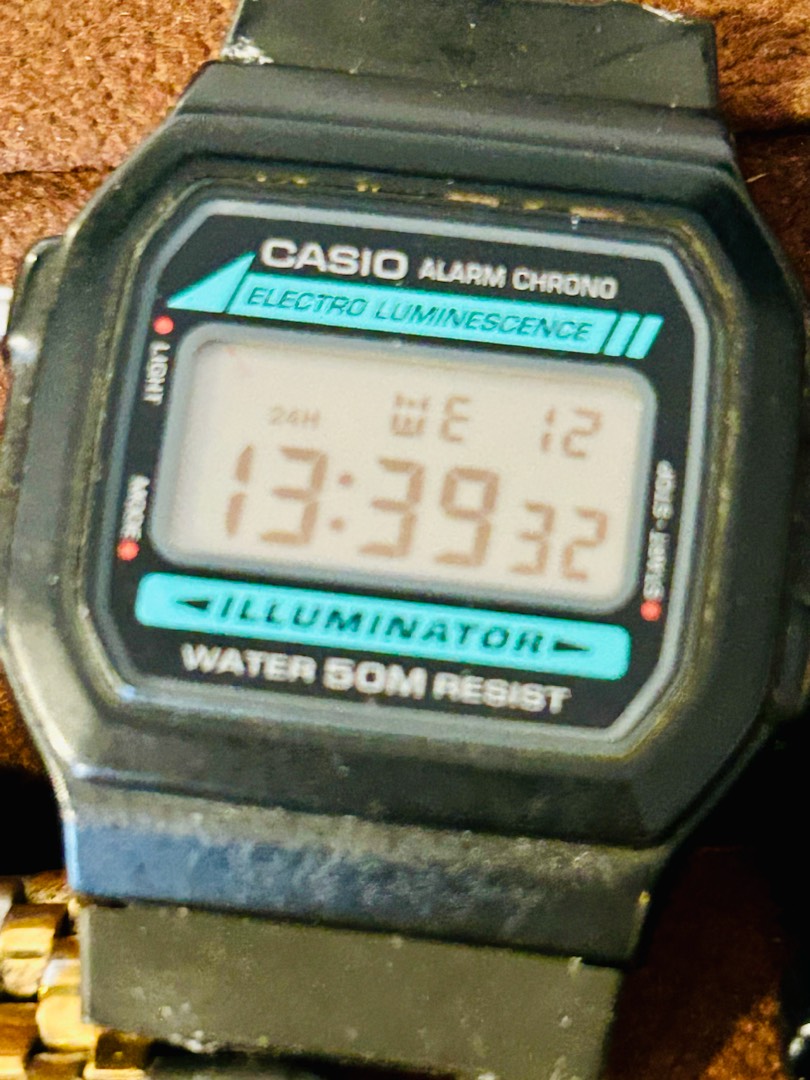 CASIO ALARM CHRONO
ELECTRO LUMINESCENCE
LIGHT
24H WE 12
13:39 32
MODE
START-STOP
◄ILLUMINATOR►
WATER 50M RESIST